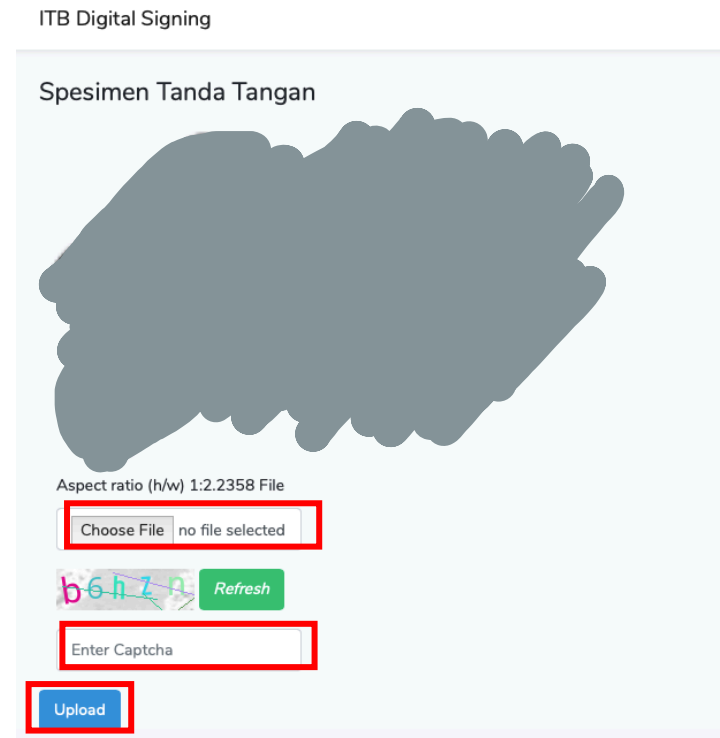 ITB Digital Signing
Spesimen Tanda Tangan
Aspect ratio (h/w) 1:2.2358 File
Choose File no file selected
b6hzn Refresh
Enter Captcha
Upload